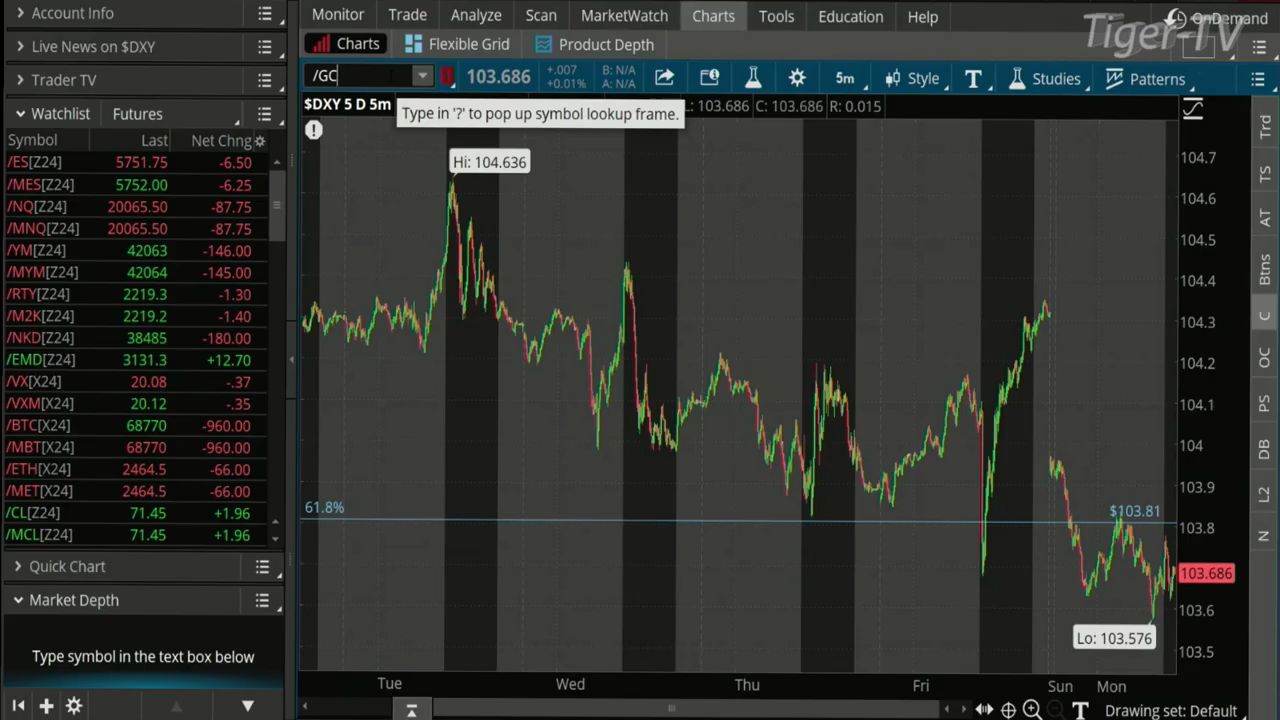 Account Info
Live News on $DXY
Trader TV
Watchlist Futures
Symbol Last Net Chng
/ES[Z24] 5751.75 -6.50
/MES[Z24] 5752.00 -6.25
/NQ[Z24] 20065.50 -87.75
/MNQ[Z24] 20065.50 -87.75
/YM[Z24] 42063 -146.00
/MYM[Z24] 42064 -145.00
/RTY[Z24] 2219.3 -1.30
/M2K[Z24] 2219.2 -1.40
/NKD[Z24] 38485 -180.00
/EMD[Z24] 3131.3 +12.70
/VX[X24] 20.08 -.37
/VXM[X24] 20.12 -.35
/BTC[X24] 68770 -960.00
/MBT[X24] 68770 -960.00
/ETH[X24] 2464.5 -66.00
/MET[X24] 2464.5 -66.00
/CL[Z24] 71.45 +1.96
/MCL[Z24] 71.45 +1.96
Quick Chart
Market Depth
Type symbol in the text box below
Monitor Trade Analyze Scan MarketWatch Charts Tools Education Help
OnDemand
Tiger-TV
Charts Flexible Grid Product Depth
/GC 103.686 +.007 B: N/A 5m Style T Studies Patterns
+0.01% A: N/A
$DXY 5 D 5m L: 103.686 C: 103.686 R: 0.015
Type in '?' to pop up symbol lookup frame.
Hi: 104.636
104.7
104.6
104.5
104.4
104.3
104.2
104.1
104
103.9
61.8% $103.81
103.8
103.686
103.6
Lo: 103.576
103.5
Tue Wed Thu Fri Sun Mon
T Drawing set: Default
Trd
TS
AT
Btns
C
OC
PS
DB
L2
N